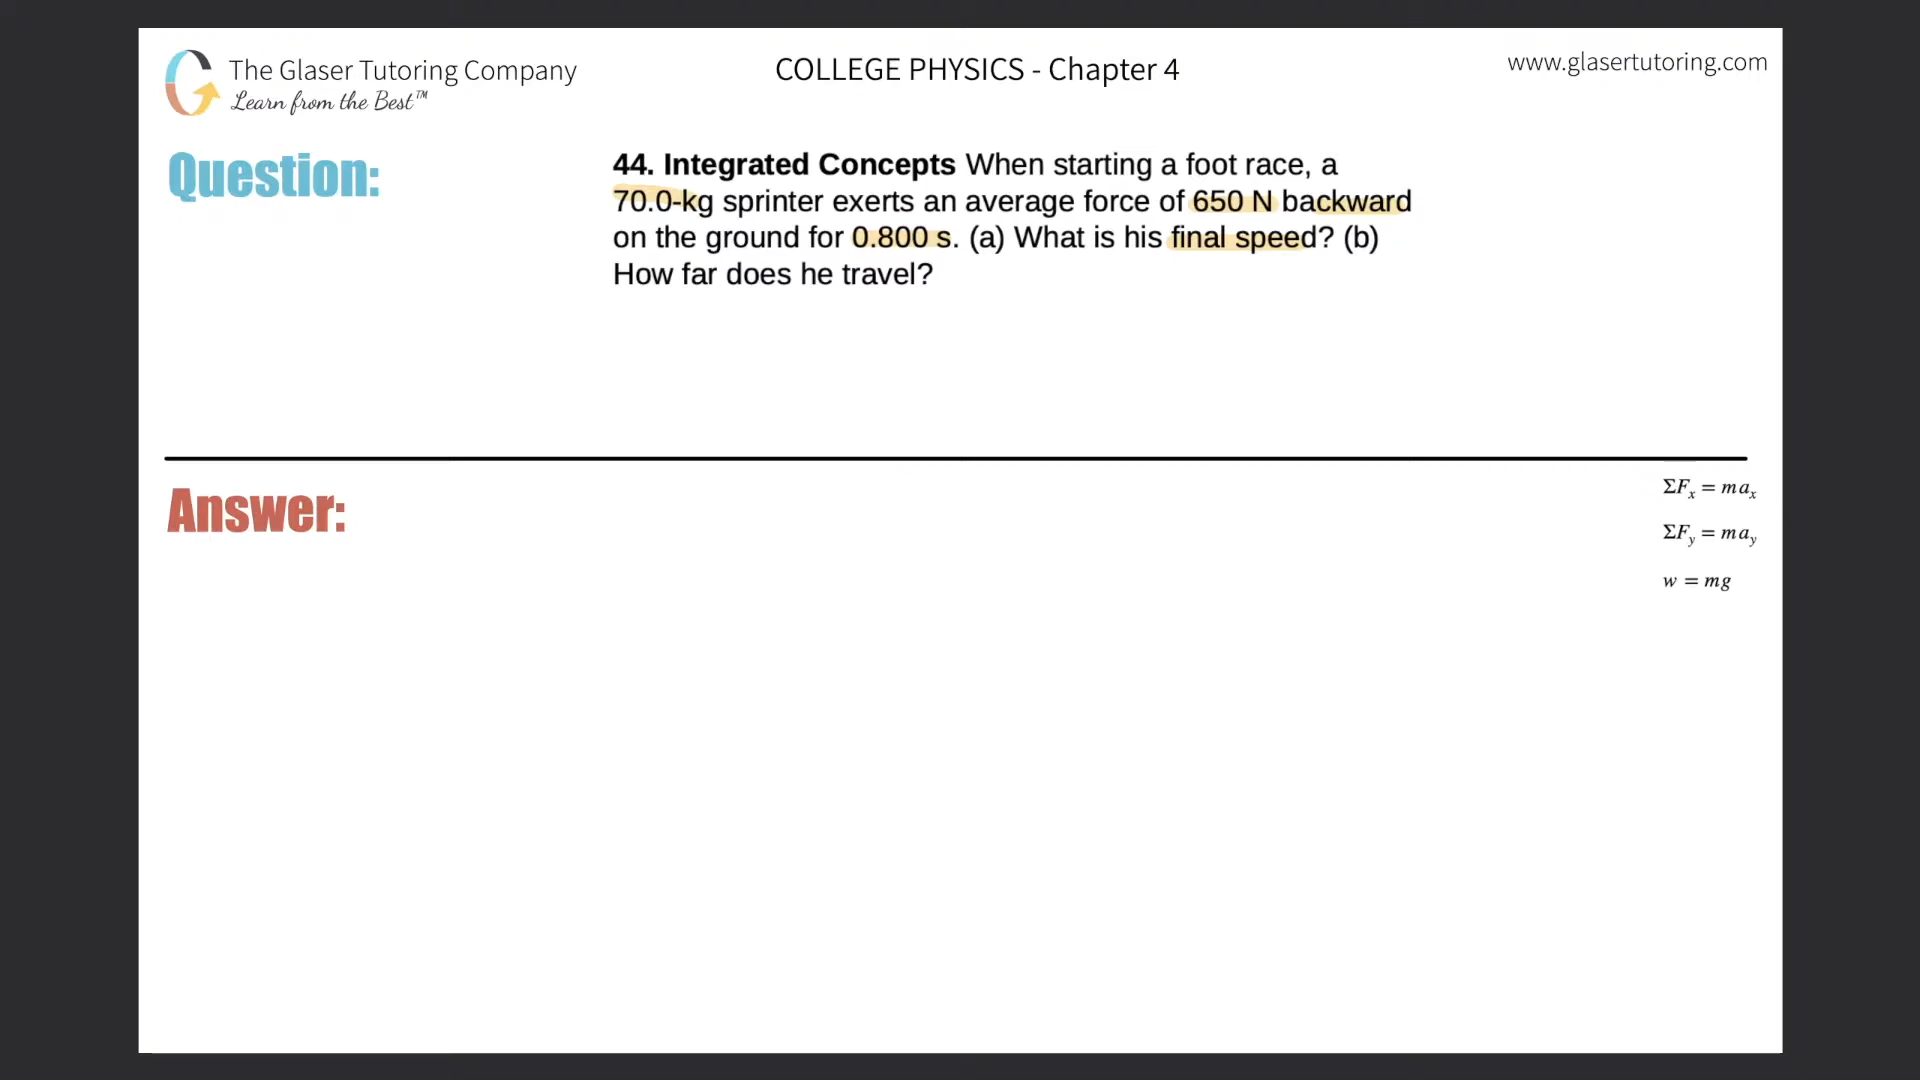 The Glaser Tutoring Company
Learn from the Best™
COLLEGE PHYSICS - Chapter 4
www.glasertutoring.com
Question:
44. Integrated Concepts When starting a foot race, a
70.0-kg sprinter exerts an average force of 650 N backward
on the ground for 0.800 s. (a) What is his final speed? (b)
How far does he travel?
Answer:
ΣFₓ = maₓ
ΣF_y = ma_y
w = mg